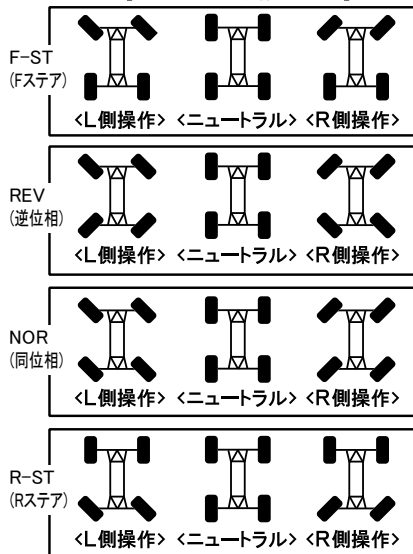 F-ST
(Fステア)
<L側操作> <ニュートラル> <R側操作>
REV
(逆位相)
<L側操作> <ニュートラル> <R側操作>
NOR
(同位相)
<L側操作> <ニュートラル> <R側操作>
R-ST
(Rステア)
<L側操作> <ニュートラル> <R側操作>